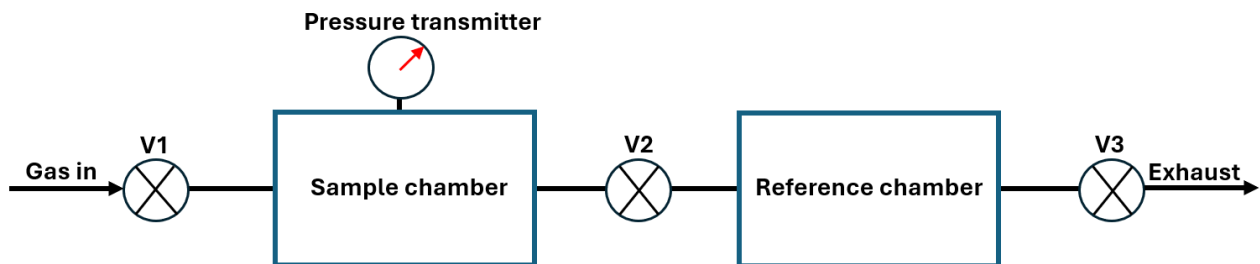 Pressure transmitter
V1
V2
V3
Gas in
Sample chamber
Reference chamber
Exhaust